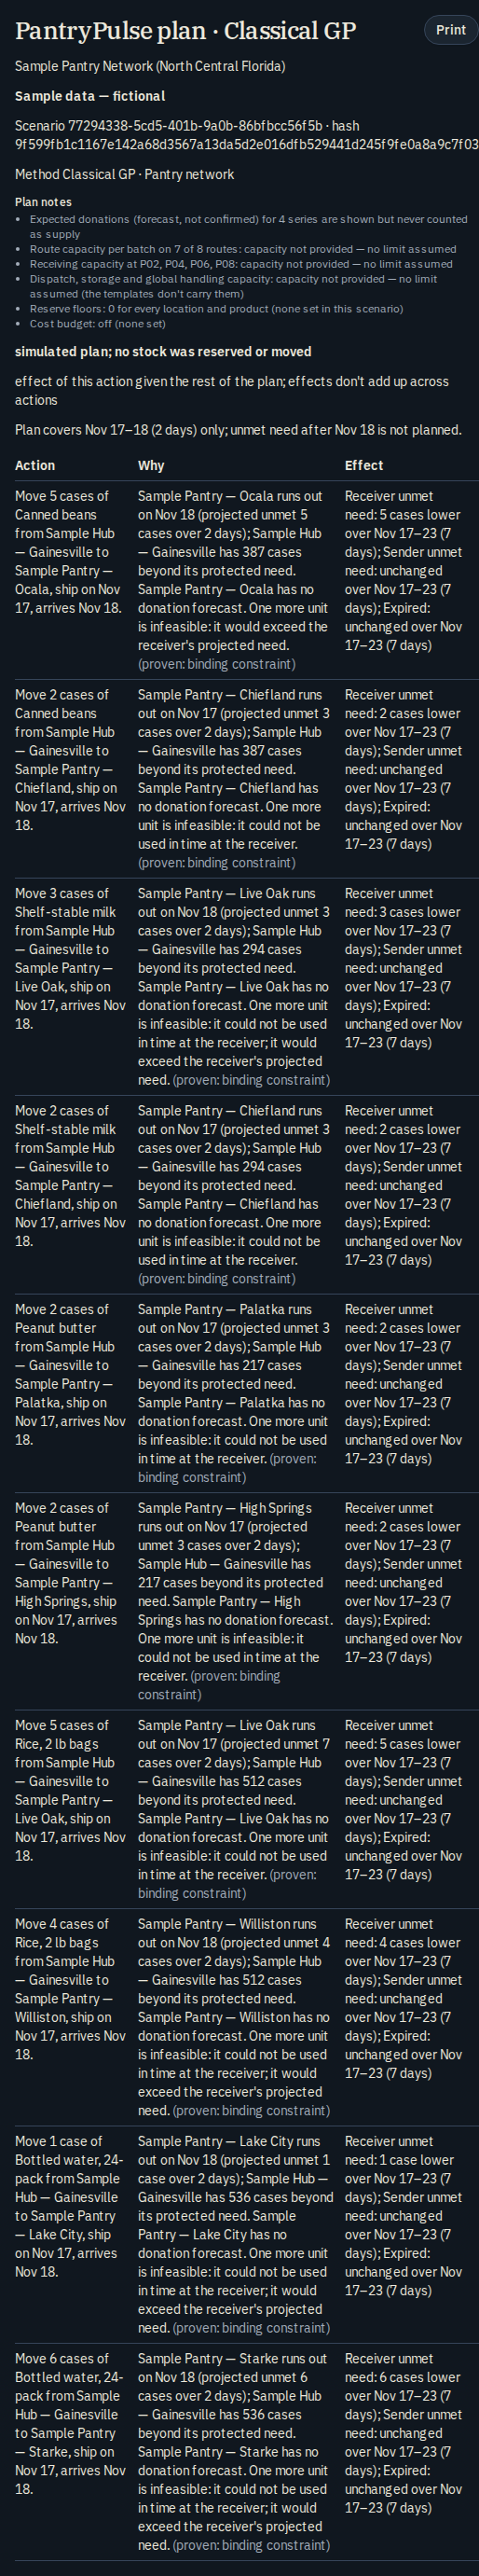 PantryPulse plan · Classical GP
Print
Sample Pantry Network (North Central Florida)
Sample data — fictional
Scenario 77294338-5cd5-401b-9a0b-86bfbcc56f5b · hash
9f599fb1c1167e142a68d3567a13da5d2e016dfb529441d245f9fe0a8a9c7f03
Method Classical GP · Pantry network
Plan notes
• Expected donations (forecast, not confirmed) for 4 series are shown but never counted
as supply
• Route capacity per batch on 7 of 8 routes: capacity not provided — no limit assumed
• Receiving capacity at P02, P04, P06, P08: capacity not provided — no limit assumed
• Dispatch, storage and global handling capacity: capacity not provided — no limit
assumed (the templates don't carry them)
• Reserve floors: 0 for every location and product (none set in this scenario)
• Cost budget: off (none set)
simulated plan; no stock was reserved or moved
effect of this action given the rest of the plan; effects don't add up across
actions
Plan covers Nov 17–18 (2 days) only; unmet need after Nov 18 is not planned.
Action
Why
Effect
Move 5 cases of
Canned beans
from Sample Hub
— Gainesville to
Sample Pantry —
Ocala, ship on Nov
17, arrives Nov 18.
Sample Pantry — Ocala runs out
on Nov 18 (projected unmet 5
cases over 2 days); Sample Hub
— Gainesville has 387 cases
beyond its protected need.
Sample Pantry — Ocala has no
donation forecast. One more unit
is infeasible: it would exceed the
receiver's projected need.
(proven: binding constraint)
Receiver unmet
need: 5 cases lower
over Nov 17–23 (7
days); Sender unmet
need: unchanged
over Nov 17–23 (7
days); Expired:
unchanged over Nov
17–23 (7 days)
Move 2 cases of
Canned beans
from Sample Hub
— Gainesville to
Sample Pantry —
Chiefland, ship on
Nov 17, arrives Nov
18.
Sample Pantry — Chiefland runs
out on Nov 17 (projected unmet 3
cases over 2 days); Sample Hub
— Gainesville has 387 cases
beyond its protected need.
Sample Pantry — Chiefland has
no donation forecast. One more
unit is infeasible: it could not be
used in time at the receiver.
(proven: binding constraint)
Receiver unmet
need: 2 cases lower
over Nov 17–23 (7
days); Sender unmet
need: unchanged
over Nov 17–23 (7
days); Expired:
unchanged over Nov
17–23 (7 days)
Move 3 cases of
Shelf-stable milk
from Sample Hub
— Gainesville to
Sample Pantry —
Live Oak, ship on
Nov 17, arrives Nov
18.
Sample Pantry — Live Oak runs
out on Nov 18 (projected unmet 3
cases over 2 days); Sample Hub
— Gainesville has 294 cases
beyond its protected need.
Sample Pantry — Live Oak has no
donation forecast. One more unit
is infeasible: it could not be used
in time at the receiver; it would
exceed the receiver's projected
need. (proven: binding constraint)
Receiver unmet
need: 3 cases lower
over Nov 17–23 (7
days); Sender unmet
need: unchanged
over Nov 17–23 (7
days); Expired:
unchanged over Nov
17–23 (7 days)
Move 2 cases of
Shelf-stable milk
from Sample Hub
— Gainesville to
Sample Pantry —
Chiefland, ship on
Nov 17, arrives Nov
18.
Sample Pantry — Chiefland runs
out on Nov 17 (projected unmet 3
cases over 2 days); Sample Hub
— Gainesville has 294 cases
beyond its protected need.
Sample Pantry — Chiefland has
no donation forecast. One more
unit is infeasible: it could not be
used in time at the receiver.
(proven: binding constraint)
Receiver unmet
need: 2 cases lower
over Nov 17–23 (7
days); Sender unmet
need: unchanged
over Nov 17–23 (7
days); Expired:
unchanged over Nov
17–23 (7 days)
Move 2 cases of
Peanut butter
from Sample Hub
— Gainesville to
Sample Pantry —
Palatka, ship on
Nov 17, arrives Nov
18.
Sample Pantry — Palatka runs
out on Nov 17 (projected unmet 3
cases over 2 days); Sample Hub
— Gainesville has 217 cases
beyond its protected need.
Sample Pantry — Palatka has no
donation forecast. One more unit
is infeasible: it could not be used
in time at the receiver. (proven:
binding constraint)
Receiver unmet
need: 2 cases lower
over Nov 17–23 (7
days); Sender unmet
need: unchanged
over Nov 17–23 (7
days); Expired:
unchanged over Nov
17–23 (7 days)
Move 2 cases of
Peanut butter
from Sample Hub
— Gainesville to
Sample Pantry —
High Springs, ship
on Nov 17, arrives
Nov 18.
Sample Pantry — High Springs
runs out on Nov 17 (projected
unmet 3 cases over 2 days);
Sample Hub — Gainesville has
217 cases beyond its protected
need. Sample Pantry — High
Springs has no donation forecast.
One more unit is infeasible: it
could not be used in time at the
receiver. (proven: binding
constraint)
Receiver unmet
need: 2 cases lower
over Nov 17–23 (7
days); Sender unmet
need: unchanged
over Nov 17–23 (7
days); Expired:
unchanged over Nov
17–23 (7 days)
Move 5 cases of
Rice, 2 lb bags
from Sample Hub
— Gainesville to
Sample Pantry —
Live Oak, ship on
Nov 17, arrives Nov
18.
Sample Pantry — Live Oak runs
out on Nov 17 (projected unmet 7
cases over 2 days); Sample Hub
— Gainesville has 512 cases
beyond its protected need.
Sample Pantry — Live Oak has no
donation forecast. One more unit
is infeasible: it could not be used
in time at the receiver. (proven:
binding constraint)
Receiver unmet
need: 5 cases lower
over Nov 17–23 (7
days); Sender unmet
need: unchanged
over Nov 17–23 (7
days); Expired:
unchanged over Nov
17–23 (7 days)
Move 4 cases of
Rice, 2 lb bags
from Sample Hub
— Gainesville to
Sample Pantry —
Williston, ship on
Nov 17, arrives Nov
18.
Sample Pantry — Williston runs
out on Nov 18 (projected unmet 4
cases over 2 days); Sample Hub
— Gainesville has 512 cases
beyond its protected need.
Sample Pantry — Williston has no
donation forecast. One more unit
is infeasible: it could not be used
in time at the receiver; it would
exceed the receiver's projected
need. (proven: binding constraint)
Receiver unmet
need: 4 cases lower
over Nov 17–23 (7
days); Sender unmet
need: unchanged
over Nov 17–23 (7
days); Expired:
unchanged over Nov
17–23 (7 days)
Move 1 case of
Bottled water, 24-
pack from Sample
Hub — Gainesville
to Sample Pantry
— Lake City, ship
on Nov 17, arrives
Nov 18.
Sample Pantry — Lake City runs
out on Nov 18 (projected unmet 1
case over 2 days); Sample Hub —
Gainesville has 536 cases beyond
its protected need. Sample
Pantry — Lake City has no
donation forecast. One more unit
is infeasible: it could not be used
in time at the receiver; it would
exceed the receiver's projected
need. (proven: binding constraint)
Receiver unmet
need: 1 case lower
over Nov 17–23 (7
days); Sender unmet
need: unchanged
over Nov 17–23 (7
days); Expired:
unchanged over Nov
17–23 (7 days)
Move 6 cases of
Bottled water, 24-
pack from Sample
Hub — Gainesville
to Sample Pantry
— Starke, ship on
Nov 17, arrives Nov
18.
Sample Pantry — Starke runs out
on Nov 18 (projected unmet 6
cases over 2 days); Sample Hub
— Gainesville has 536 cases
beyond its protected need.
Sample Pantry — Starke has no
donation forecast. One more unit
is infeasible: it could not be used
in time at the receiver; it would
exceed the receiver's projected
need. (proven: binding constraint)
Receiver unmet
need: 6 cases lower
over Nov 17–23 (7
days); Sender unmet
need: unchanged
over Nov 17–23 (7
days); Expired:
unchanged over Nov
17–23 (7 days)